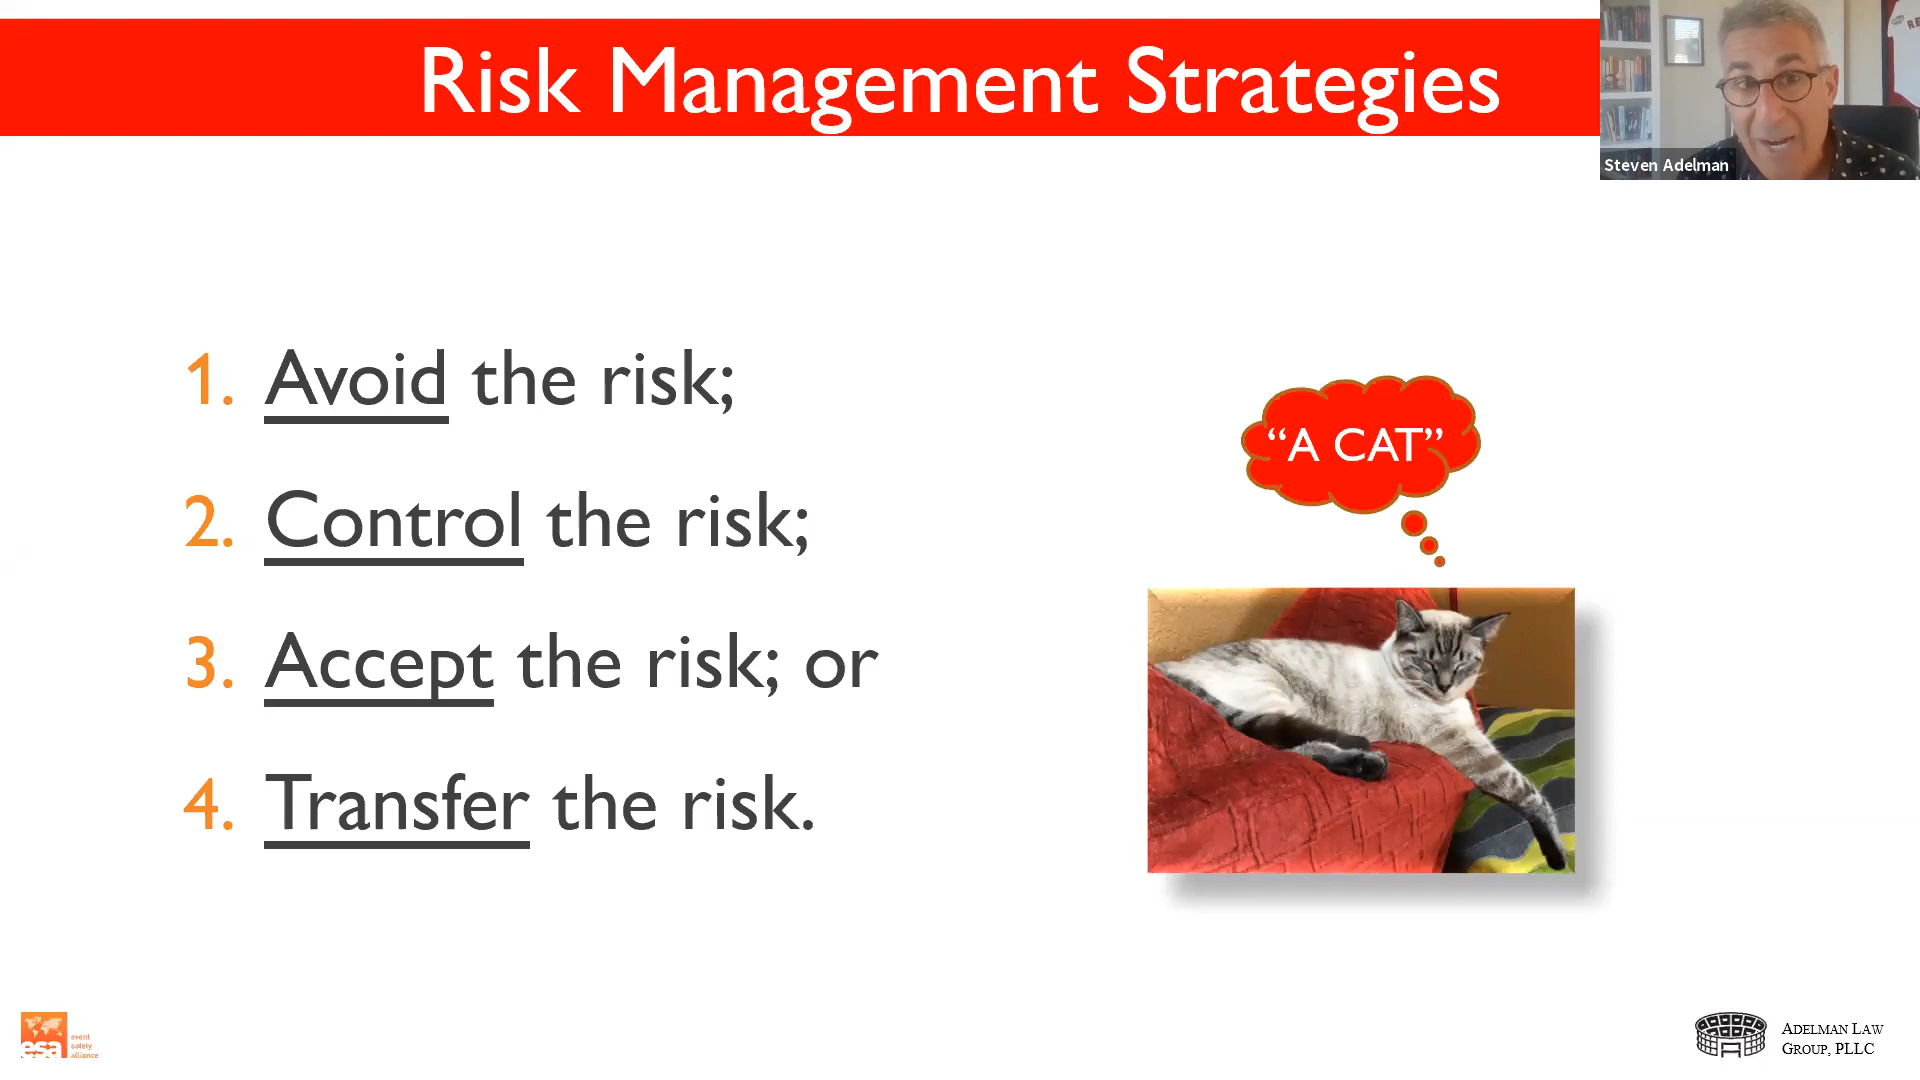 Risk Management Strategies
Steven Adelman
1. Avoid the risk;
2. Control the risk;
3. Accept the risk; or
4. Transfer the risk.
“A CAT”
esa
event
safety
alliance
ADELMAN LAW
GROUP, PLLC